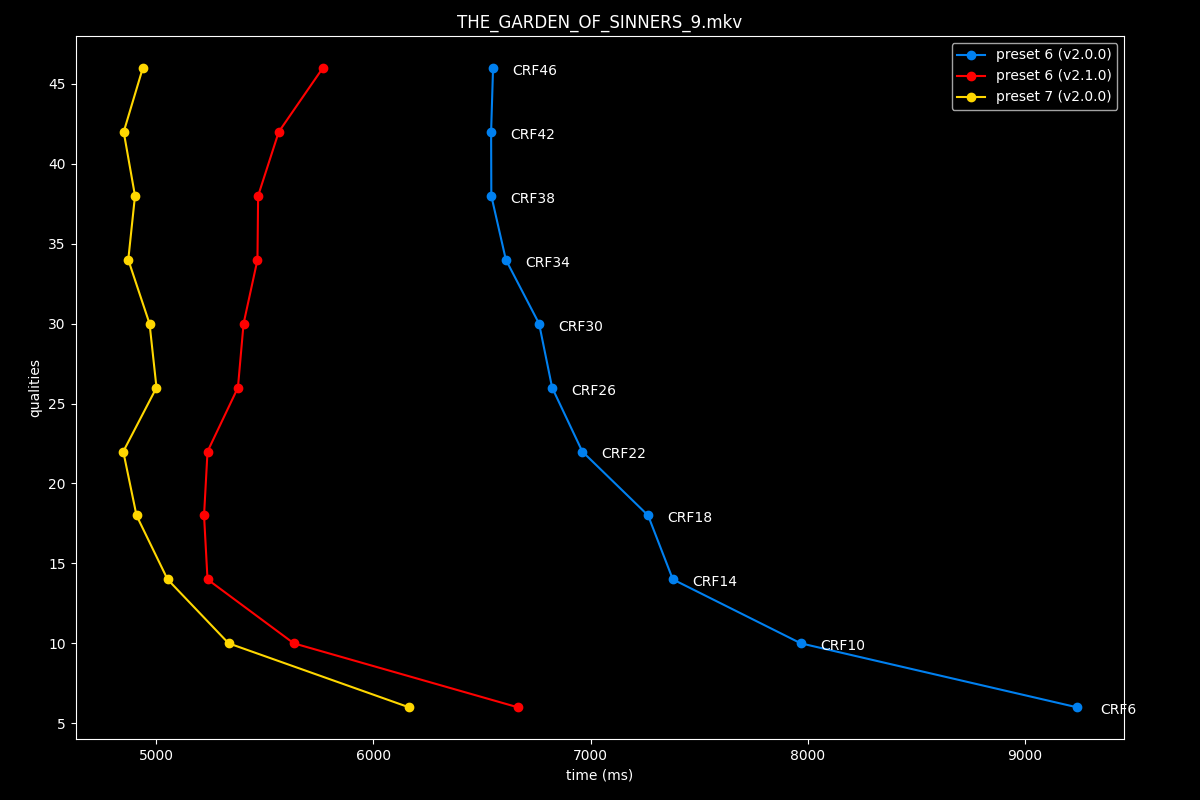 THE_GARDEN_OF_SINNERS_9.mkv
preset 6 (v2.0.0)
preset 6 (v2.1.0)
preset 7 (v2.0.0)
CRF46
CRF42
CRF38
CRF34
CRF30
CRF26
CRF22
CRF18
CRF14
CRF10
CRF6
45
40
35
30
25
20
15
10
5
qualities
5000 6000 7000 8000 9000
time (ms)